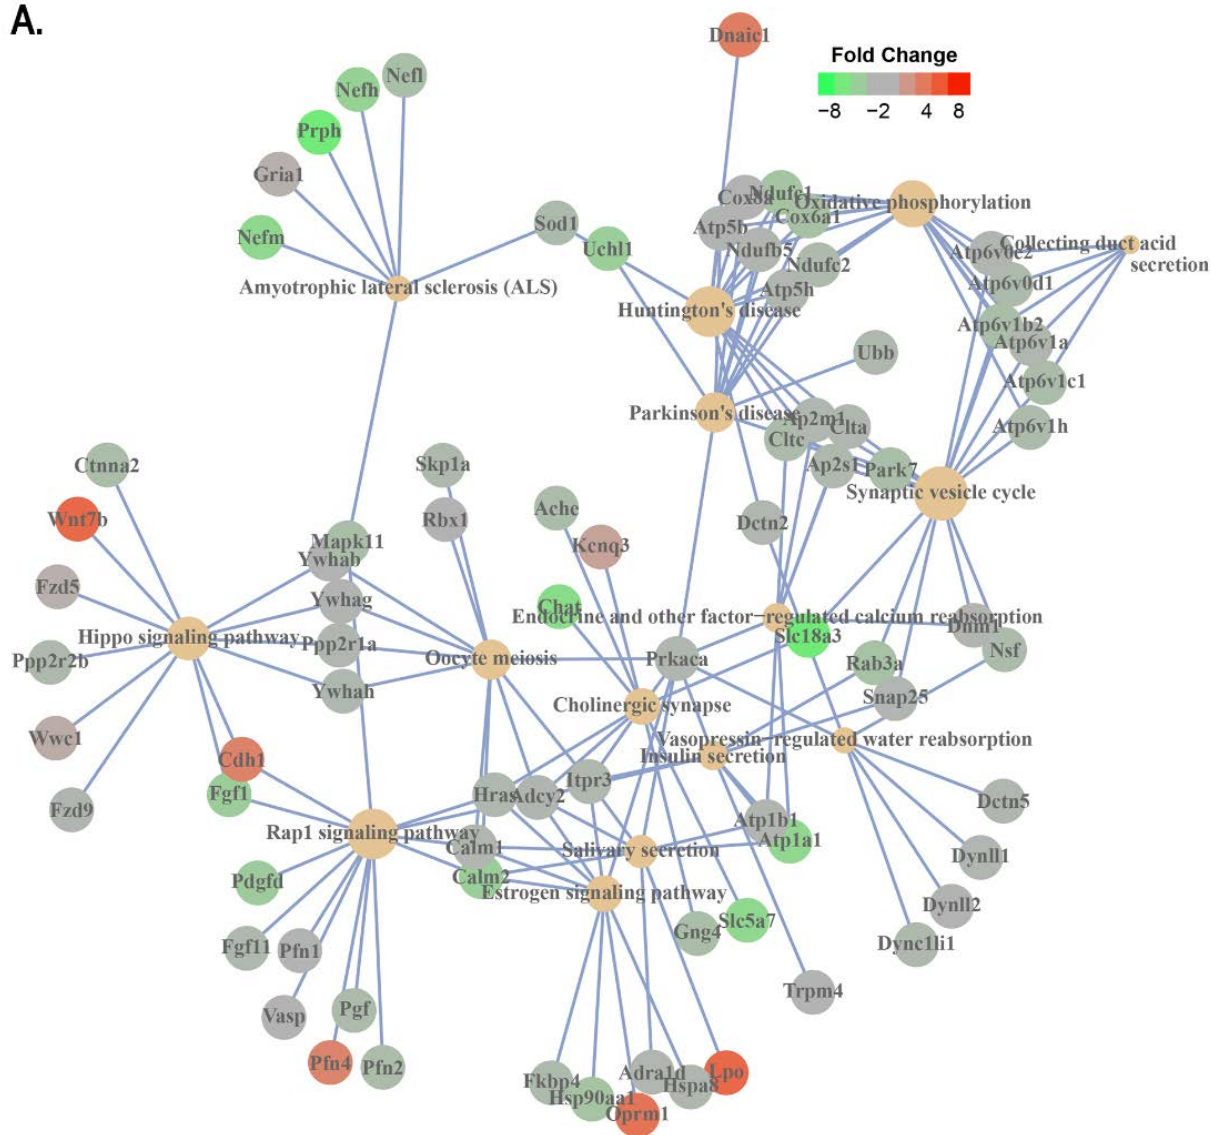 A.
Dnaic1
Fold Change
−8 −2 4 8
Nefl
Nefh
Prph
Gria1
Nefm
Sod1
Uchl1
Amyotrophic lateral sclerosis (ALS)
Cox8a
Ndufc1
Oxidative phosphorylation
Cox6a1
Atp5b
Ndufb5
Ndufc2
Atp5h
Huntington's disease
Atp6v0e2
Collecting duct acid
secretion
Atp6v0d1
Atp6v1b2
Atp6v1a
Atp6v1c1
Atp6v1h
Ubb
Parkinson's disease
Ap2m1
Clta
Cltc
Ap2s1
Park7
Synaptic vesicle cycle
Dctn2
Ctnna2
Wnt7b
Fzd5
Hippo signaling pathway
Ppp2r2b
Wwc1
Fzd9
Cdh1
Fgf1
Skp1a
Rbx1
Mapk11
Ywhab
Ywhag
Ppp2r1a
Ywhah
Oocyte meiosis
Ache
Kcnq3
Chat
Endocrine and other factor−regulated calcium reabsorption
Slc18a3
Dnm1
Nsf
Rab3a
Snap25
Prkaca
Cholinergic synapse
Vasopressin−regulated water reabsorption
Insulin secretion
Itpr3
Hras
Adcy2
Rap1 signaling pathway
Calm1
Calm2
Salivary secretion
Estrogen signaling pathway
Atp1b1
Atp1a1
Dctn5
Dynll1
Dynll2
Dync1li1
Slc5a7
Gng4
Trpm4
Pdgfd
Fgf11
Pfn1
Vasp
Pgf
Pfn4
Pfn2
Fkbp4
Hsp90aa1
Oprm1
Adra1d
Hspa8
Lpo